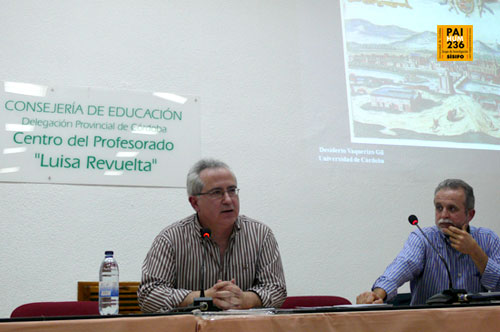 CONSEJERÍA DE EDUCACIÓN
Delegación Provincial de Córdoba
Centro del Profesorado
"Luisa Revuelta"
PAI
236
SÍSIFO
Desiderio Vaquerizo Gil
Universidad de Córdoba